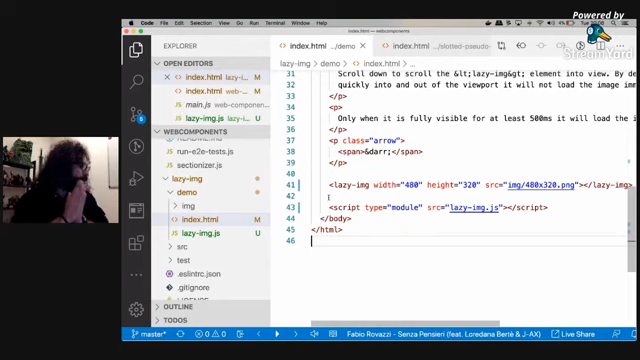 Powered by
StreamYard
Code File Edit Selection View Go Run Terminal Window Help
index.html — webcomponents
EXPLORER
OPEN EDITORS
index.html lazy-img/... M
index.html web-... M
main.js web-compon...
lazy-img.js lazy-i... U
WEBCOMPONENTS
README.md
run-e2e-tests.js
sectionizer.js
lazy-img
demo
img
index.html M
lazy-img.js U
src
test
.eslintrc.json
.gitignore
LICENSE
OUTLINE
TODOS
index.html .../demo
index.html .../slotted-pseudo-
lazy-img > demo > index.html > ...
31 Scroll down to scroll the &lt;lazy-img&gt; element into view. By de
32 quickly into and out of the viewport it will not load the image imm
33 </p>
34 <p>
35 Only when it is fully visible for at least 500ms it will load the i
36 </p>
37 <p class="arrow">
38 <span>&darr;</span>
39 </p>
40
41 <lazy-img width="480" height="320" src="img/480x320.png"></lazy-img>
42
43 <script type="module" src="lazy-img.js"></script>
44 </body>
45 </html>
46
master* 0 0 Fabio Rovazzi – Senza Pensieri (feat. Loredana Bertè & J-AX) Live Share